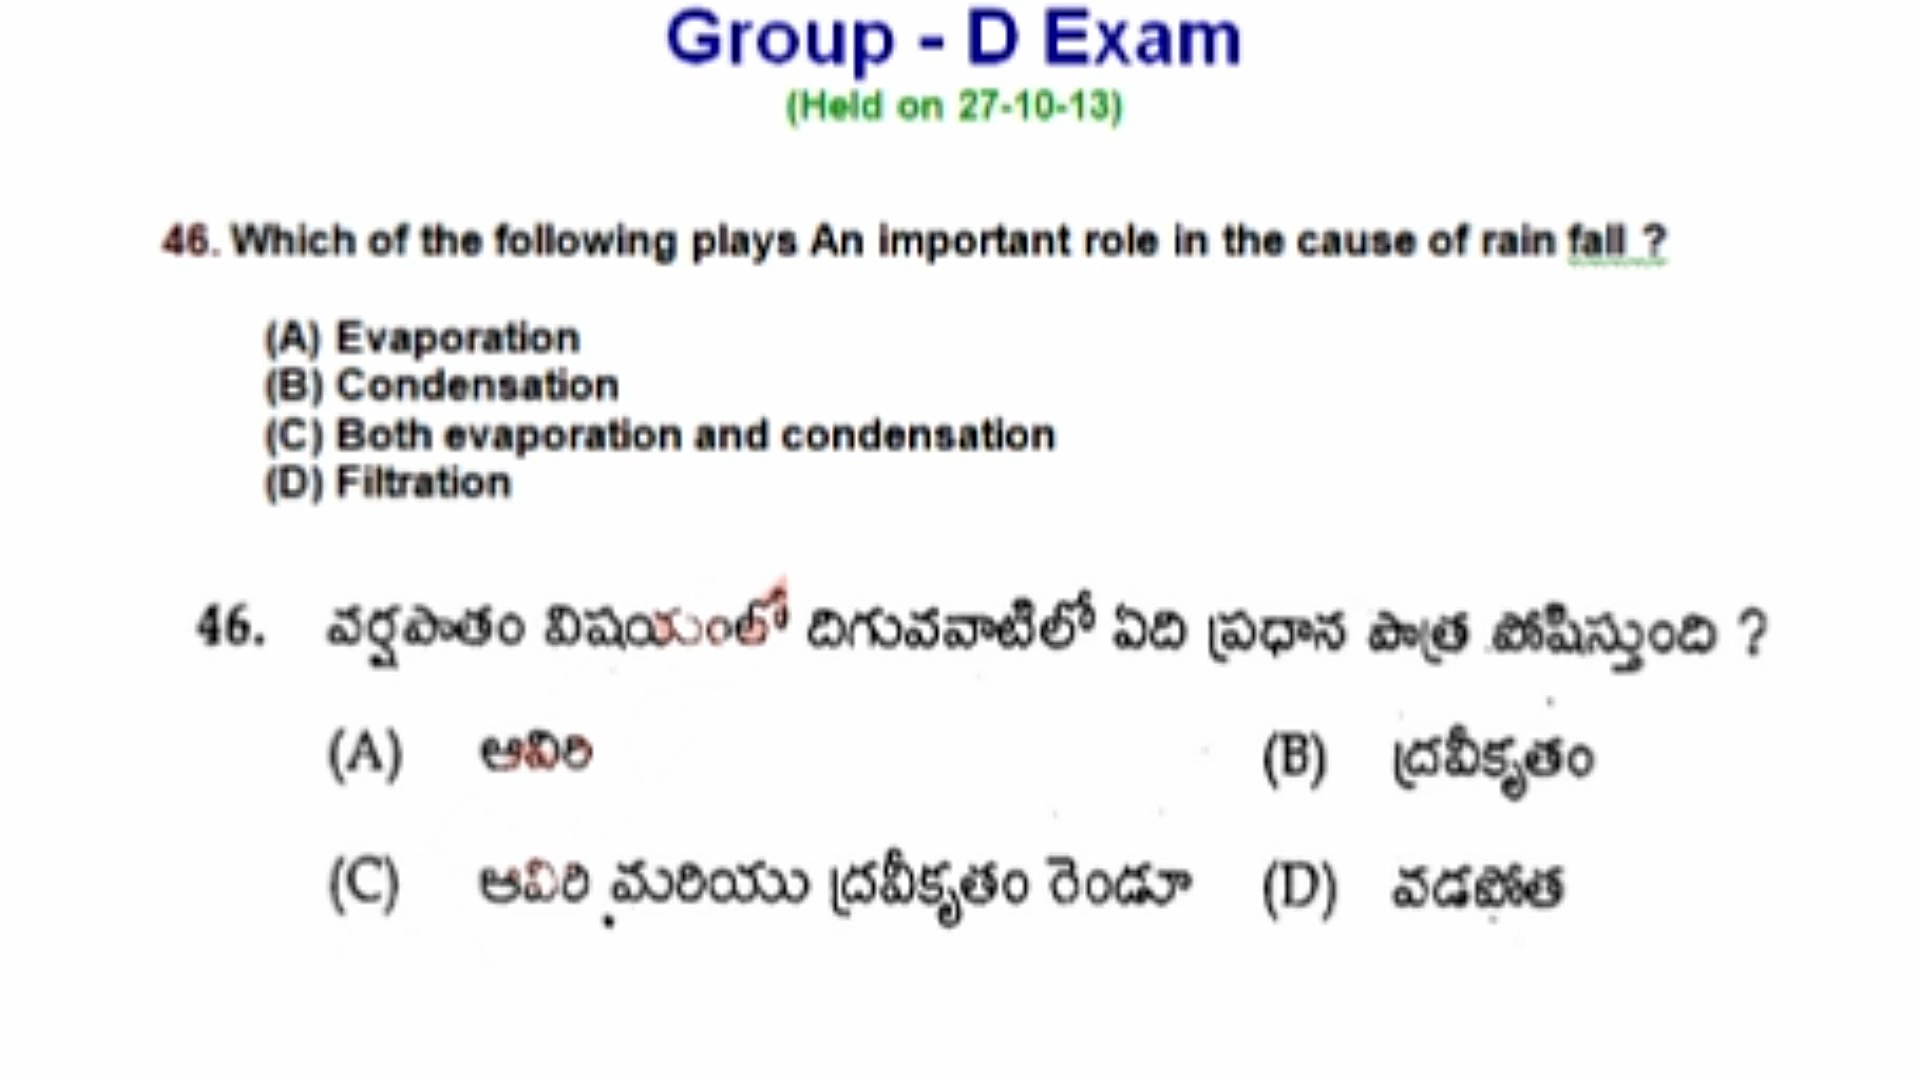 Group - D Exam
(Held on 27-10-13)
46. Which of the following plays An important role in the cause of rain fall ?
(A) Evaporation
(B) Condensation
(C) Both evaporation and condensation
(D) Filtration
46. వర్షపాతం విషయంలో దిగువవాటిలో ఏది ప్రధాన పాత్ర పోషిస్తుంది ?
(A) ఆవిరి (B) ద్రవీకృతం
(C) ఆవిరి మరియు ద్రవీకృతం రెండూ (D) వడపోత